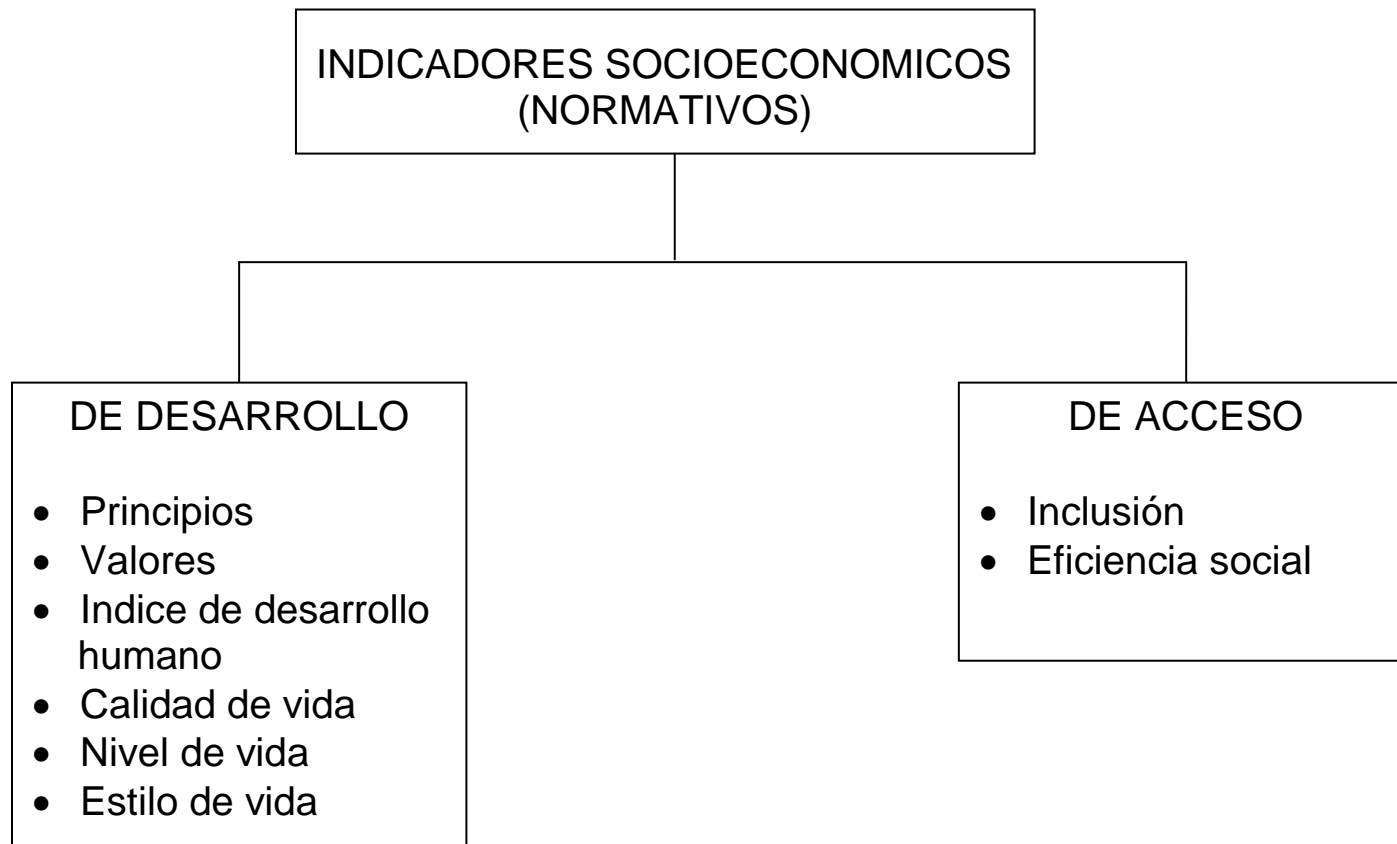 INDICADORES SOCIOECONOMICOS
(NORMATIVOS)
DE DESARROLLO
• Principios
• Valores
• Indice de desarrollo
humano
• Calidad de vida
• Nivel de vida
• Estilo de vida
DE ACCESO
• Inclusión
• Eficiencia social